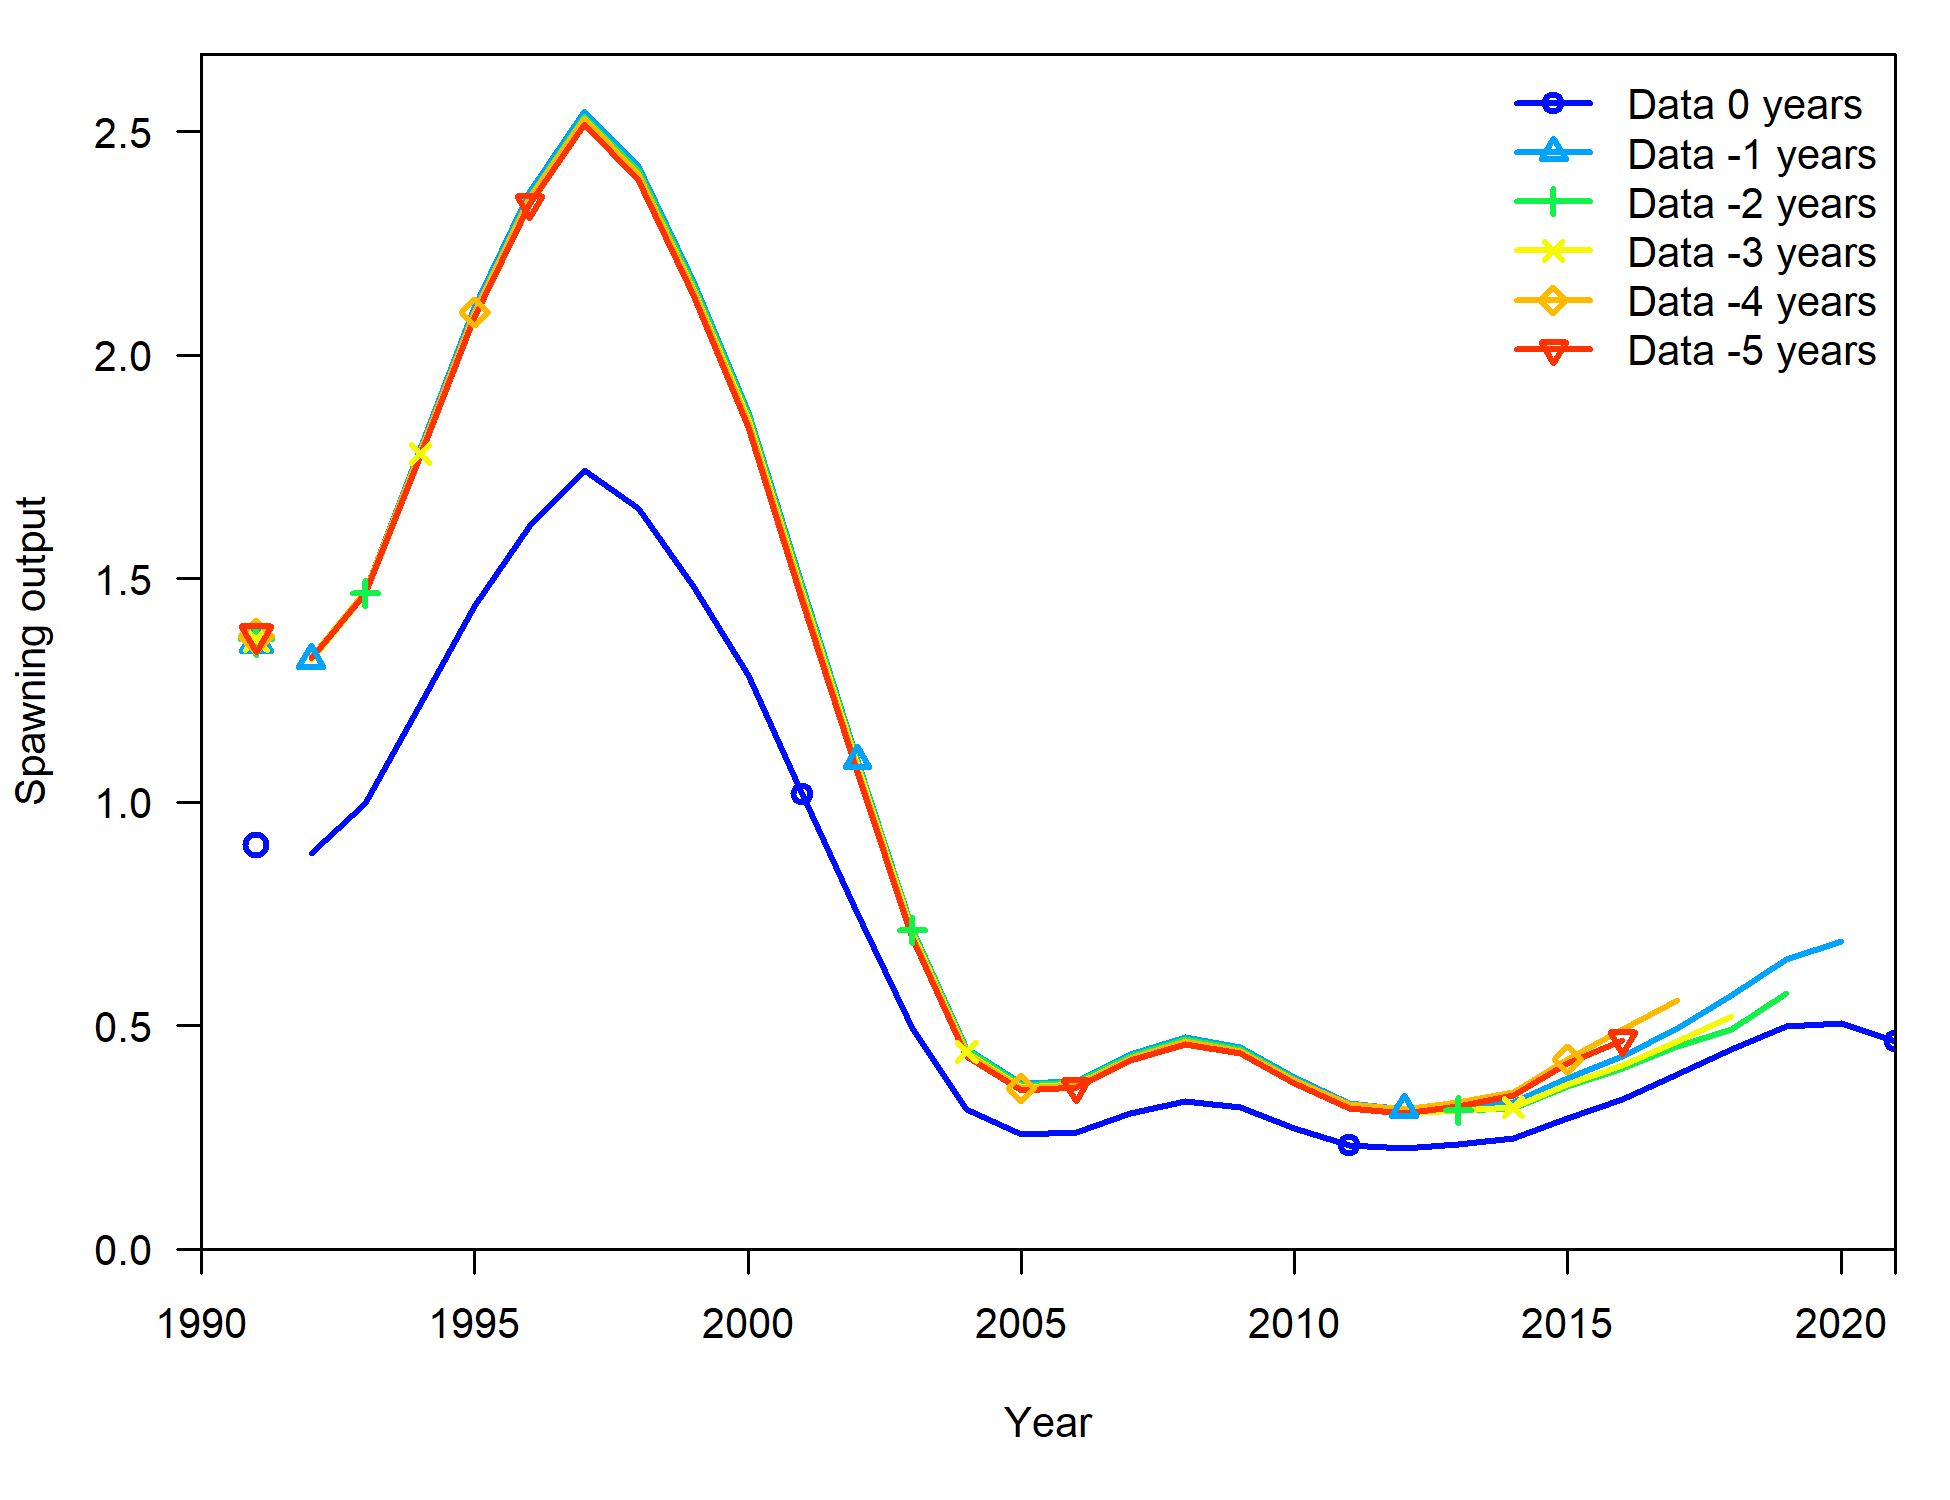 Data 0 years
Data -1 years
Data -2 years
Data -3 years
Data -4 years
Data -5 years
2.5
2.0
1.5
1.0
0.5
0.0
Spawning output
1990 1995 2000 2005 2010 2015 2020
Year